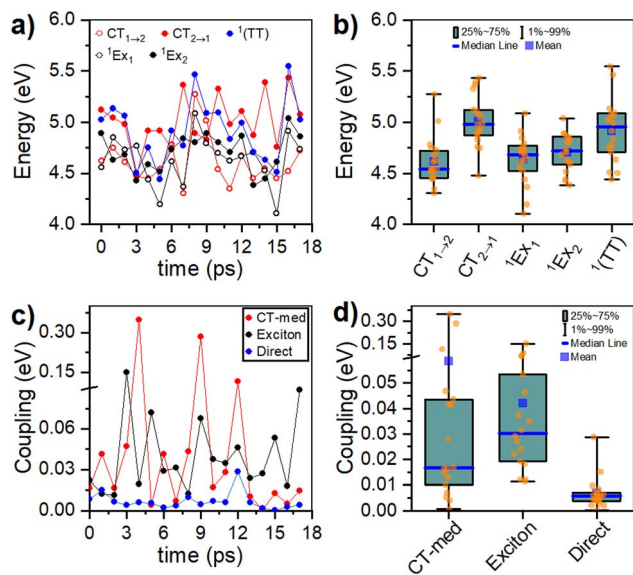 a)
CT1→2 CT2→1 ¹(TT)
¹Ex1 ¹Ex2
6.0
5.5
5.0
4.5
4.0
Energy (eV)
0 3 6 9 12 15 18
time (ps)
b)
25%~75% 1%~99%
Median Line Mean
6.0
5.5
5.0
4.5
4.0
Energy (eV)
CT1→2 CT2→1 ¹Ex1 ¹Ex2 ¹(TT)
c)
CT-med
Exciton
Direct
0.30
0.15
0.06
0.03
0.00
Coupling (eV)
0 3 6 9 12 15 18
time (ps)
d)
25%~75%
1%~99%
Median Line
Mean
0.30
0.15
0.05
0.04
0.03
0.02
0.01
0.00
Coupling (eV)
CT-med Exciton Direct